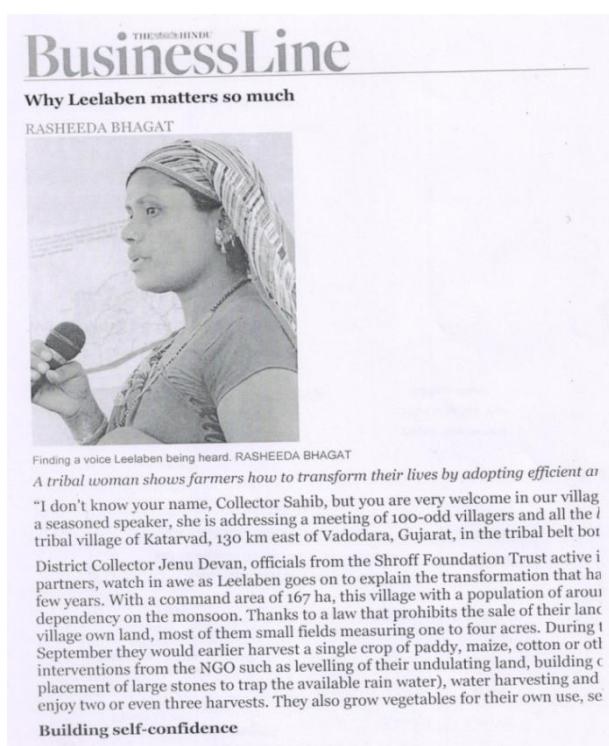 THE HINDU
BusinessLine
Why Leelaben matters so much
RASHEEDA BHAGAT
Finding a voice Leelaben being heard. RASHEEDA BHAGAT
A tribal woman shows farmers how to transform their lives by adopting efficient
“I don’t know your name, Collector Sahib, but you are very welcome in our
a seasoned speaker, she is addressing a meeting of 100-odd villagers and all the
tribal village of Katarvad, 130 km east of Vadodara, Gujarat, in the tribal belt
District Collector Jenu Devan, officials from the Shroff Foundation Trust active
partners, watch in awe as Leelaben goes on to explain the transformation that
few years. With a command area of 167 ha, this village with a population of
dependency on the monsoon. Thanks to a law that prohibits the sale of their
village own land, most of them small fields measuring one to four acres. During
September they would earlier harvest a single crop of paddy, maize, cotton or
interventions from the NGO such as levelling of their undulating land, building
placement of large stones to trap the available rain water), water harvesting and
enjoy two or even three harvests. They also grow vegetables for their own use,
Building self-confidence